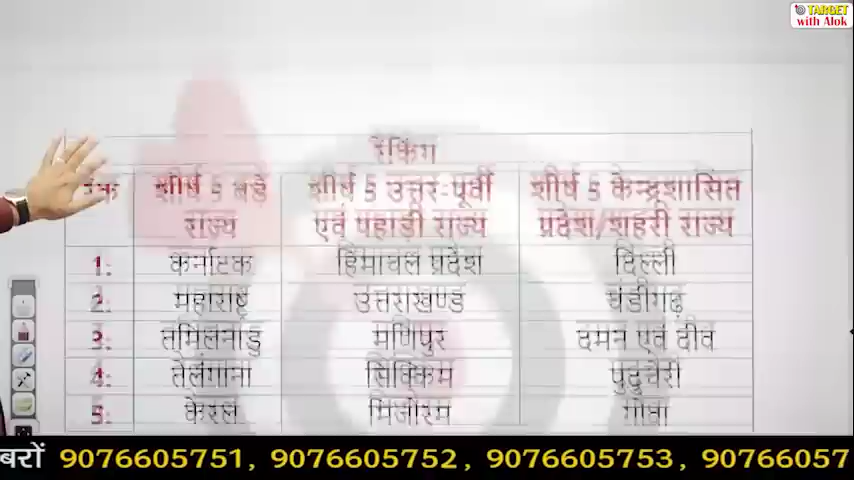 TARGET
with Alok
रैंकिंग
रैंक शीर्ष 5 बड़े राज्य शीर्ष 5 उत्तर-पूर्वी एवं पहाड़ी राज्य शीर्ष 5 केन्द्रशासित प्रदेश/शहरी राज्य
1. कर्नाटक हिमाचल प्रदेश दिल्ली
2. महाराष्ट्र उत्तराखण्ड चंडीगढ़
3. तमिलनाडु मणिपुर दमन एवं दीव
4. तेलंगाना सिक्किम पुदुचेरी
5. केरल मिजोरम गोवा
बरों 9076605751, 9076605752, 9076605753, 90766057